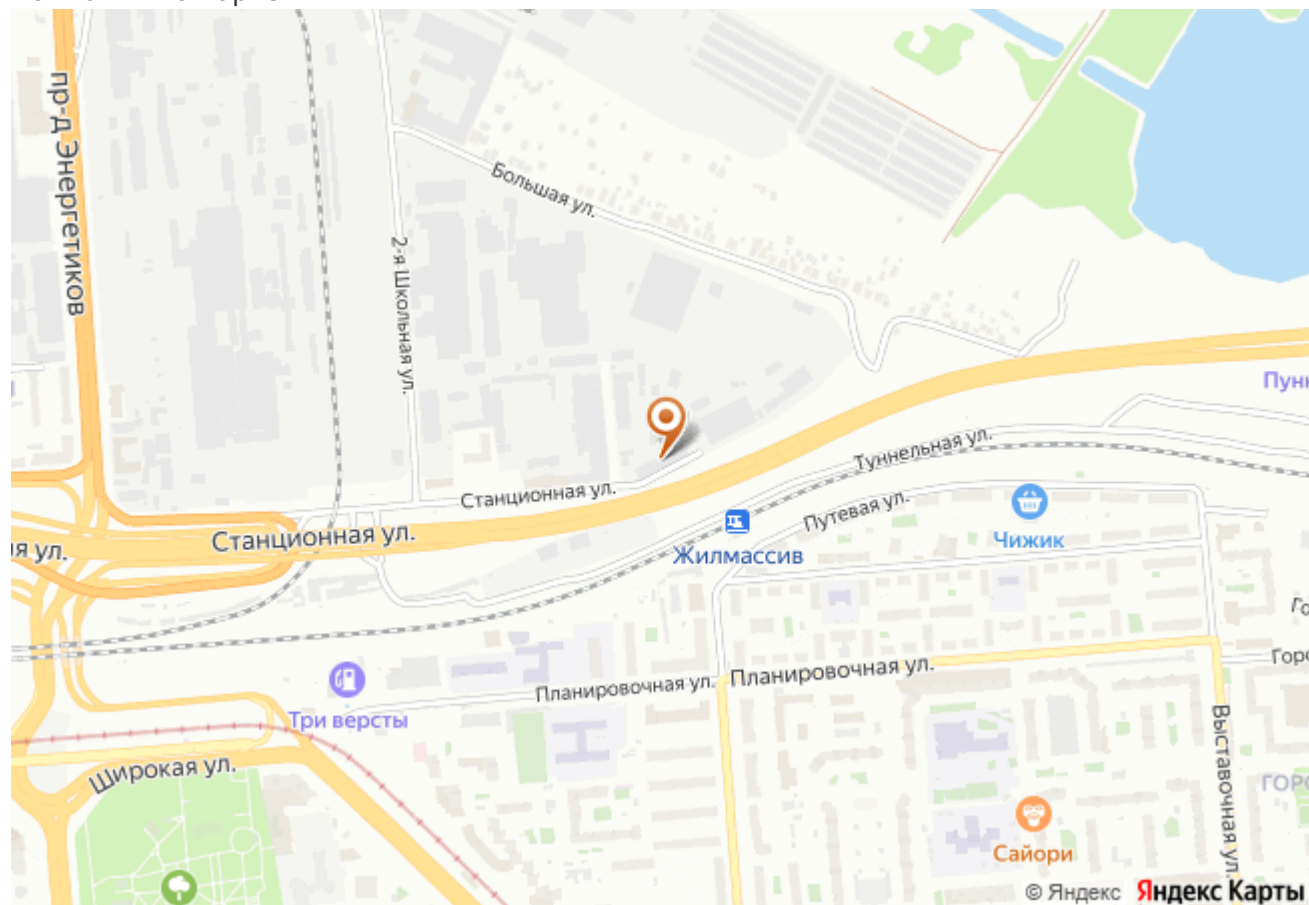 пр-д Энергетиков
Большая ул.
2-я Школьная ул.
Пунк
Станционная ул.
Туннельная ул.
Станционная ул.
я ул.
Путевая ул.
Чижик
Жилмассив
Го
Горо
Планировочная ул.
Планировочная ул.
Три версты
Широкая ул.
Выставочная ул.
ГОРО
Сайори
© Яндекс Яндекс Карты